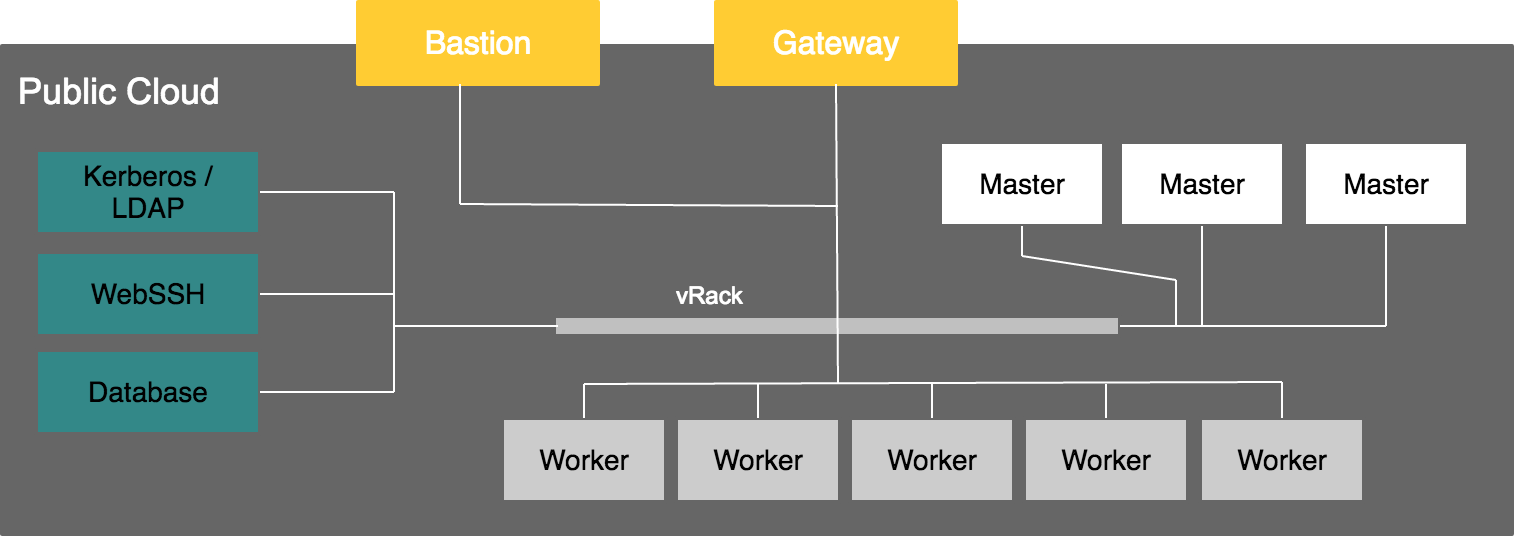 Bastion
Gateway
Public Cloud
Kerberos /
LDAP
WebSSH
Database
Master
Master
Master
vRack
Worker
Worker
Worker
Worker
Worker